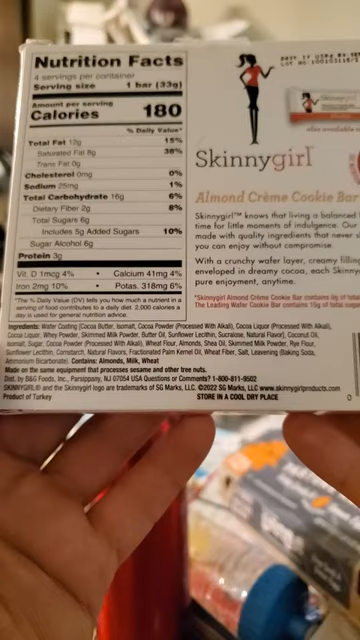 Nutrition Facts
4 servings per container
Serving size 1 bar (33g)
Amount per serving
Calories 180
% Daily Value*
Total Fat 12g 15%
Saturated Fat 8g 38%
Trans Fat 0g
Cholesterol 0mg 0%
Sodium 25mg 1%
Total Carbohydrate 16g 6%
Dietary Fiber 2g 8%
Total Sugars 6g
Includes 5g Added Sugars 10%
Sugar Alcohol 6g
Protein 3g
Vit. D 1mcg 4% • Calcium 41mg 4%
Iron 2mg 10% • Potas. 318mg 6%
*The % Daily Value (DV) tells you how much a nutrient in a
serving of food contributes to a daily diet. 2,000 calories a
day is used for general nutrition advice.
Ingredients: Wafer Coating (Cocoa Butter, Isomalt, Cocoa Powder (Processed With Alkali), Cocoa Liquor (Processed With Alkali),
Cocoa Liquor, Whey Powder, Skimmed Milk Powder, Butter Oil, Sunflower Lecithin, Sucralose, Natural Flavor), Coconut Oil,
Isomalt, Sugar, Cocoa Powder (Processed With Alkali), Wheat Flour, Almonds, Shea Oil, Skimmed Milk Powder, Rye Flour,
Sunflower Lecithin, Cornstarch, Natural Flavors, Fractionated Palm Kernel Oil, Wheat Fiber, Salt, Leavening (Baking Soda,
Ammonium Bicarbonate). Contains: Almonds, Milk, Wheat
Made on the same equipment that processes sesame and other tree nuts.
Dist. by B&G Foods, Inc., Parsippany, NJ 07054 USA Questions or Comments? 1-800-811-9502
SKINNYGIRL® and the Skinnygirl logo are trademarks of SG Marks, LLC. ©2022 SG Marks, LLC www.skinnygirlproducts.com
Product of Turkey STORE IN A COOL DRY PLACE
also available
Skinnygirl
Almond Crème Cookie Bar
Skinnygirl™ knows that living a balanced
time for little moments of indulgence. Our
made with quality ingredients that never
you can enjoy without compromise.
With a crunchy wafer, creamy filling
enveloped in dreamy cocoa, each Skinny
pure enjoyment, anytime.
*Skinnygirl Almond Crème Cookie Bar contains 6g of total
The Leading Wafer Cookie Bar contains 15g of total sugar
0